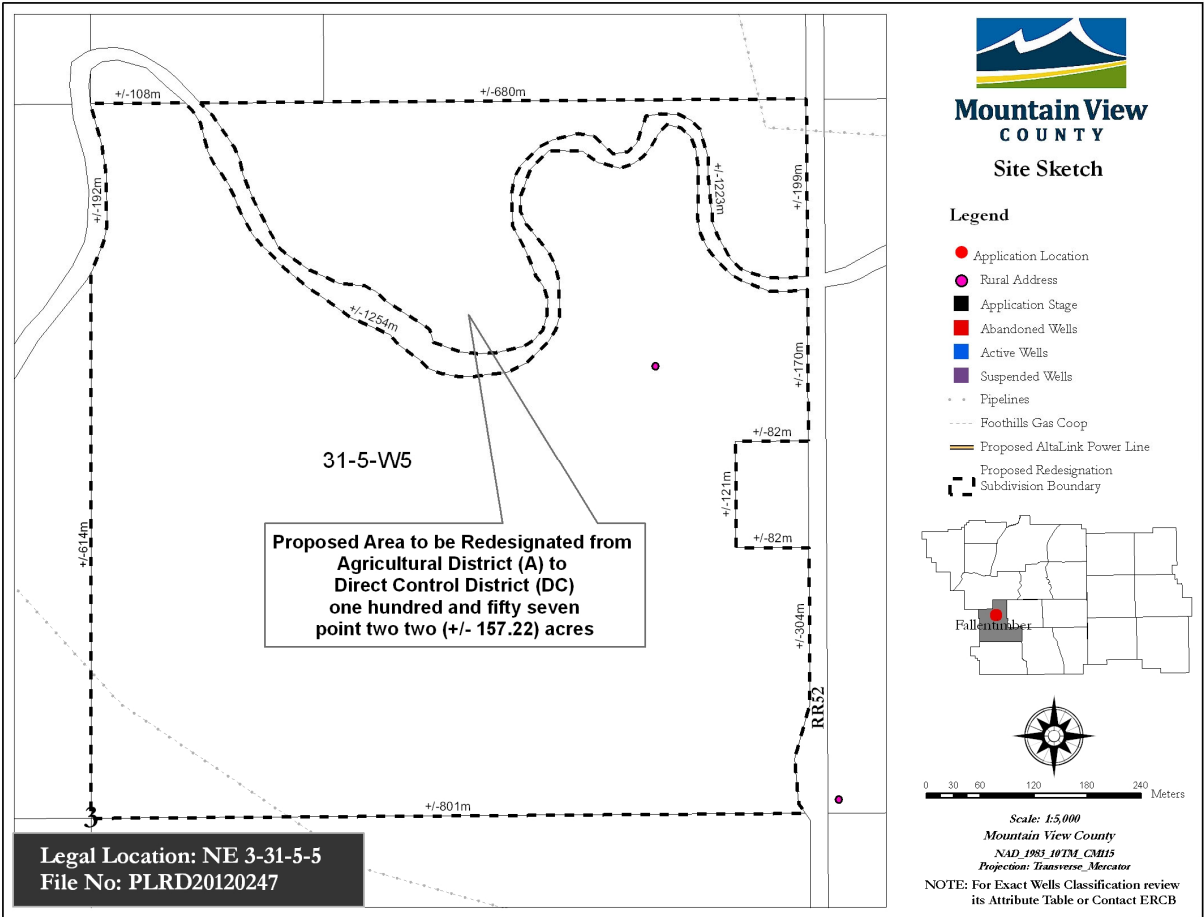 +/-108m
+/-680m
+/-192m
+/-199m
+/-1223m
+/-1254m
+/-170m
+/-82m
31-5-W5
+/-121m
+/-82m
+/-614m
Proposed Area to be Redesignated from
Agricultural District (A) to
Direct Control District (DC)
one hundred and fifty seven
point two two (+/- 157.22) acres
+/-304m
RR52
+/-801m
3
Legal Location: NE 3-31-5-5
File No: PLRD20120247
Mountain View
COUNTY
Site Sketch
Legend
Application Location
Rural Address
Application Stage
Abandoned Wells
Active Wells
Suspended Wells
Pipelines
Foothills Gas Coop
Proposed AltaLink Power Line
Proposed Redesignation
Subdivision Boundary
Fallentimber
0 30 60 120 180 240 Meters
Scale: 1:5,000
Mountain View County
NAD_1983_10TM_CM115
Projection: Transverse_Mercator
NOTE: For Exact Wells Classification review
its Attribute Table or Contact ERCB